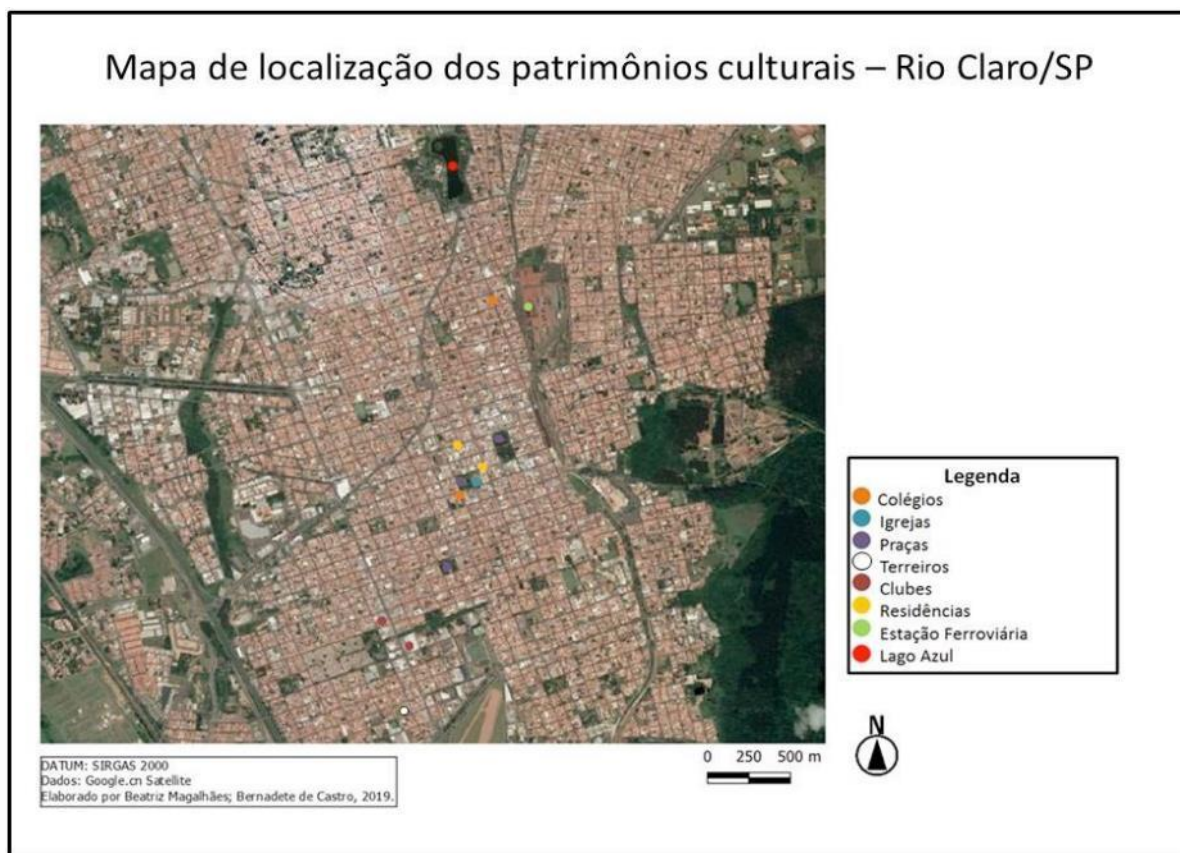 Mapa de localização dos patrimônios culturais – Rio Claro/SP
Legenda
Colégios
Igrejas
Praças
Terreiros
Clubes
Residências
Estação Ferroviária
Lago Azul
N
0 250 500 m
DATUM: SIRGAS 2000
Dados: Google.cn Satellite
Elaborado por Beatriz Magalhães; Bernadete de Castro, 2019.